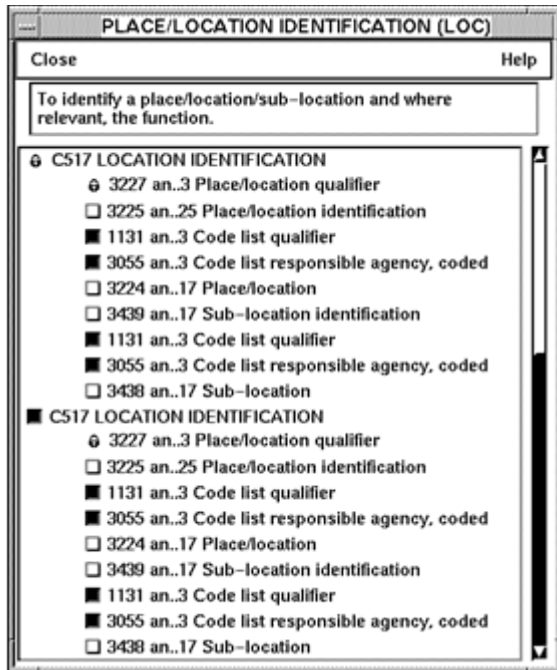 PLACE/LOCATION IDENTIFICATION (LOC)
Close Help
To identify a place/location/sub-location and where
relevant, the function.
C517 LOCATION IDENTIFICATION
3227 an..3 Place/location qualifier
3225 an..25 Place/location identification
1131 an..3 Code list qualifier
3055 an..3 Code list responsible agency, coded
3224 an..17 Place/location
3439 an..17 Sub-location identification
1131 an..3 Code list qualifier
3055 an..3 Code list responsible agency, coded
3438 an..17 Sub-location
C517 LOCATION IDENTIFICATION
3227 an..3 Place/location qualifier
3225 an..25 Place/location identification
1131 an..3 Code list qualifier
3055 an..3 Code list responsible agency, coded
3224 an..17 Place/location
3439 an..17 Sub-location identification
1131 an..3 Code list qualifier
3055 an..3 Code list responsible agency, coded
3438 an..17 Sub-location